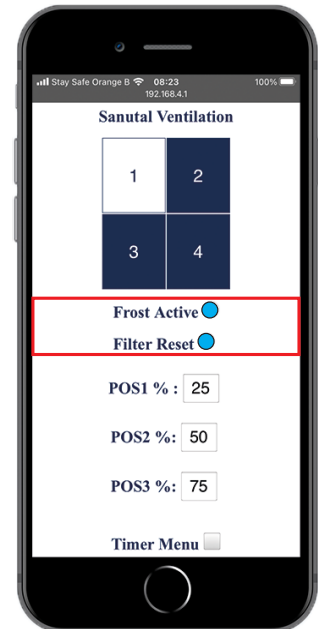 Stay Safe Orange B 08:23 100%
192.168.4.1
Sanutal Ventilation
1 2
3 4
Frost Active
Filter Reset
POS1 % : 25
POS2 %: 50
POS3 %: 75
Timer Menu